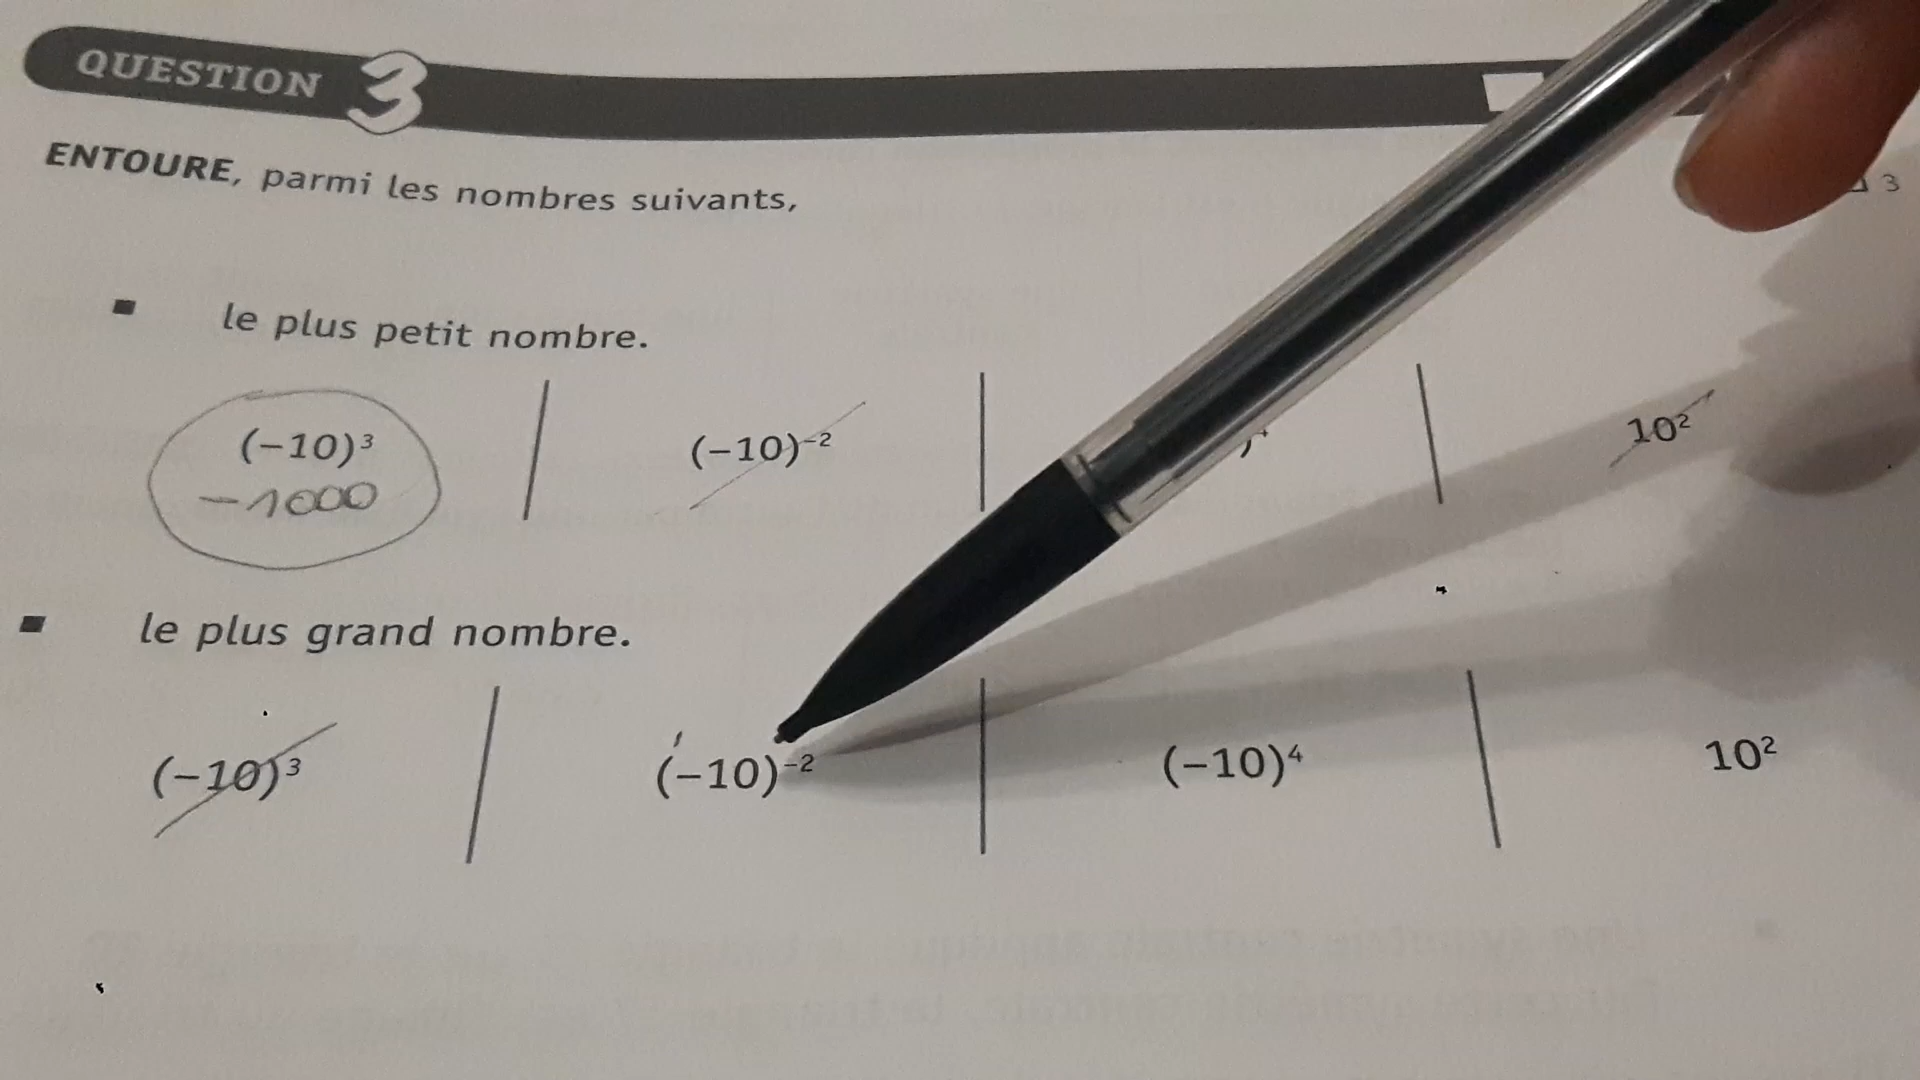 QUESTION 3
ENTOURE, parmi les nombres suivants,
3
le plus petit nombre.
(−10)³ (−10)⁻² 10²
−1000
le plus grand nombre.
(−10)³ (−10)⁻² (−10)⁴ 10²